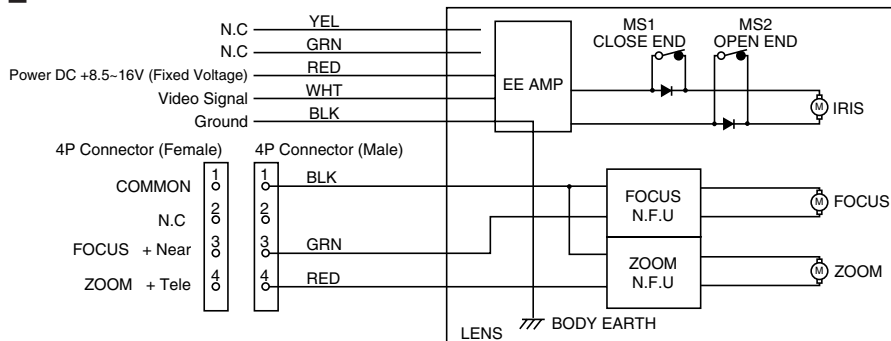 N.C YEL
N.C GRN
Power DC +8.5~16V (Fixed Voltage) RED
Video Signal WHT
Ground BLK
EE AMP
MS1
CLOSE END
MS2
OPEN END
M IRIS
4P Connector (Female) 4P Connector (Male)
COMMON 1 1 BLK
N.C 2 2
FOCUS + Near 3 3 GRN
ZOOM + Tele 4 4 RED
FOCUS
N.F.U
M FOCUS
ZOOM
N.F.U
M ZOOM
LENS
BODY EARTH